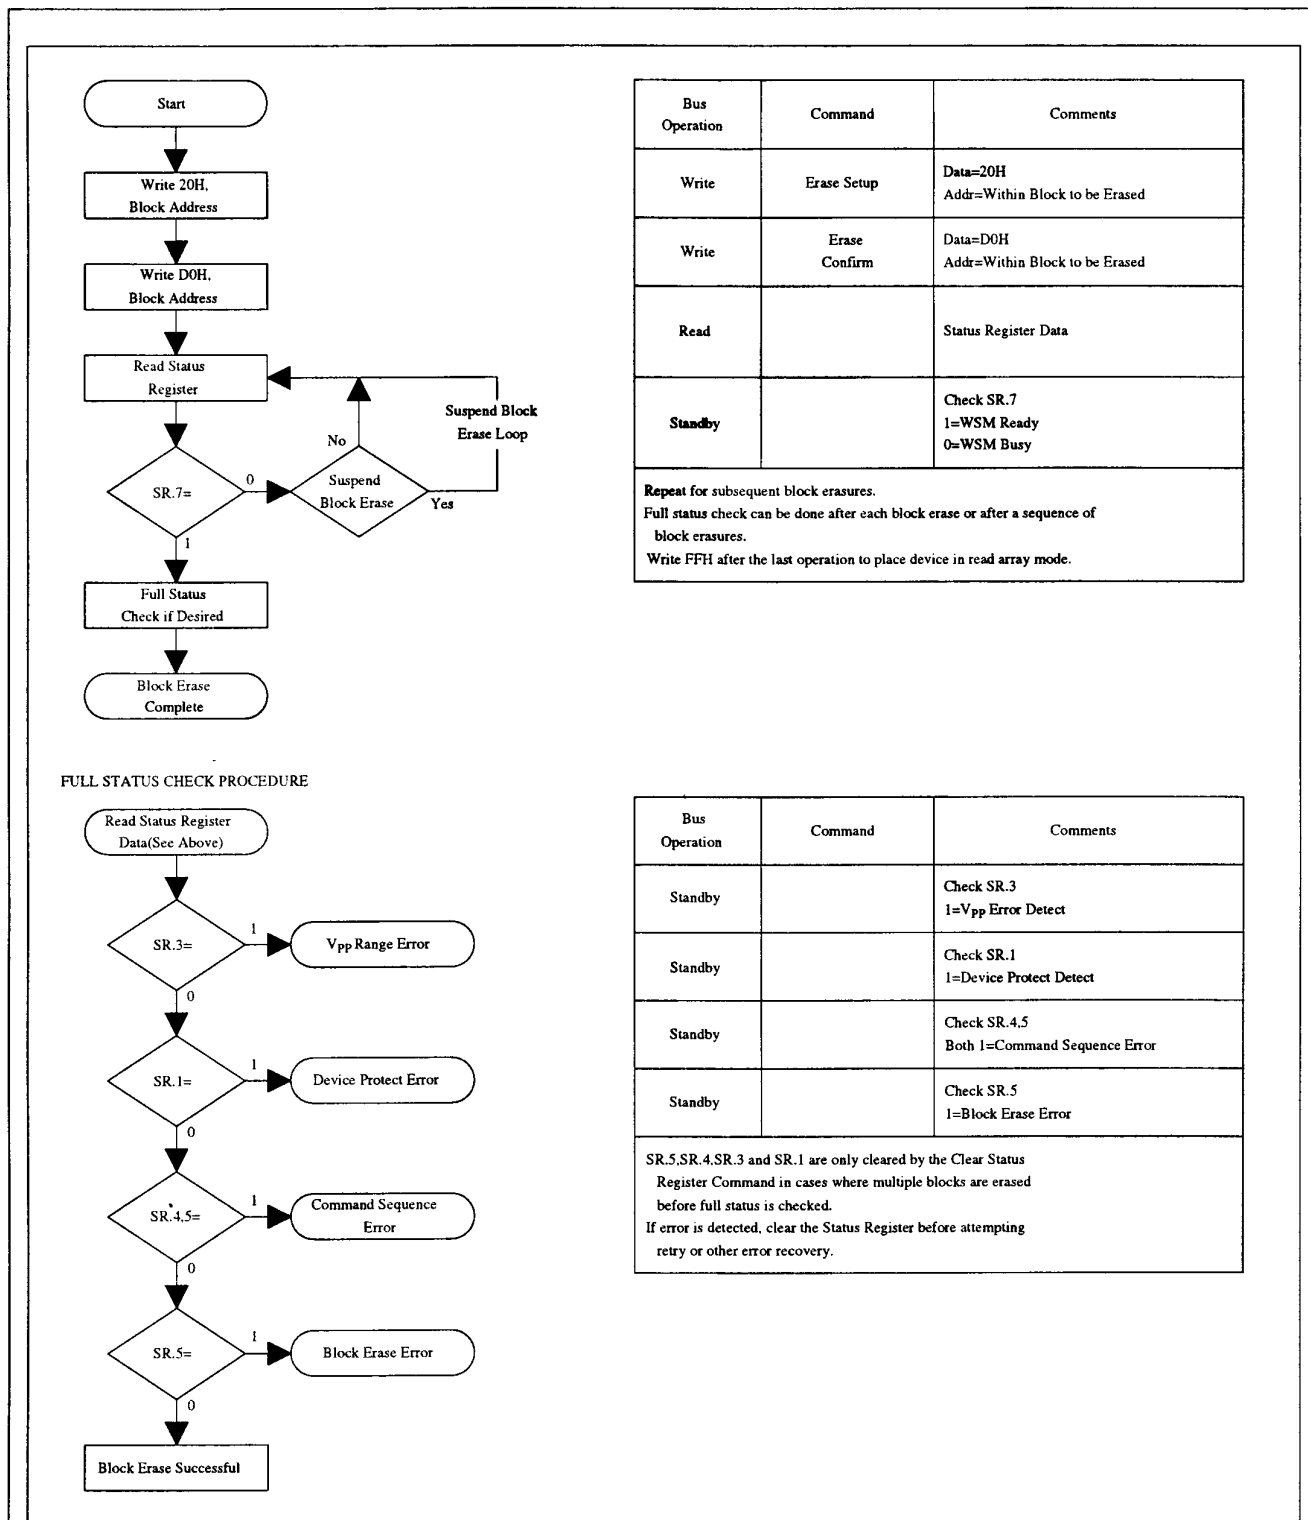 Start
Write 20H,
Block Address
Write D0H,
Block Address
Read Status
Register
Suspend Block
Erase Loop
No
SR.7=
0
Suspend
Block Erase
Yes
1
Full Status
Check if Desired
Block Erase
Complete
Bus
Operation
Command
Comments
Write
Erase Setup
Data=20H
Addr=Within Block to be Erased
Write
Erase
Confirm
Data=D0H
Addr=Within Block to be Erased
Read
Status Register Data
Standby
Check SR.7
1=WSM Ready
0=WSM Busy
Repeat for subsequent block erasures.
Full status check can be done after each block erase or after a sequence of
block erasures.
Write FFH after the last operation to place device in read array mode.
FULL STATUS CHECK PROCEDURE
Read Status Register
Data(See Above)
SR.3=
1
VPP Range Error
0
SR.1=
1
Device Protect Error
0
SR.4,5=
1
Command Sequence
Error
0
SR.5=
1
Block Erase Error
0
Block Erase Successful
Bus
Operation
Command
Comments
Standby
Check SR.3
1=VPP Error Detect
Standby
Check SR.1
1=Device Protect Detect
Standby
Check SR.4,5
Both 1=Command Sequence Error
Standby
Check SR.5
1=Block Erase Error
SR.5,SR.4,SR.3 and SR.1 are only cleared by the Clear Status
Register Command in cases where multiple blocks are erased
before full status is checked.
If error is detected, clear the Status Register before attempting
retry or other error recovery.